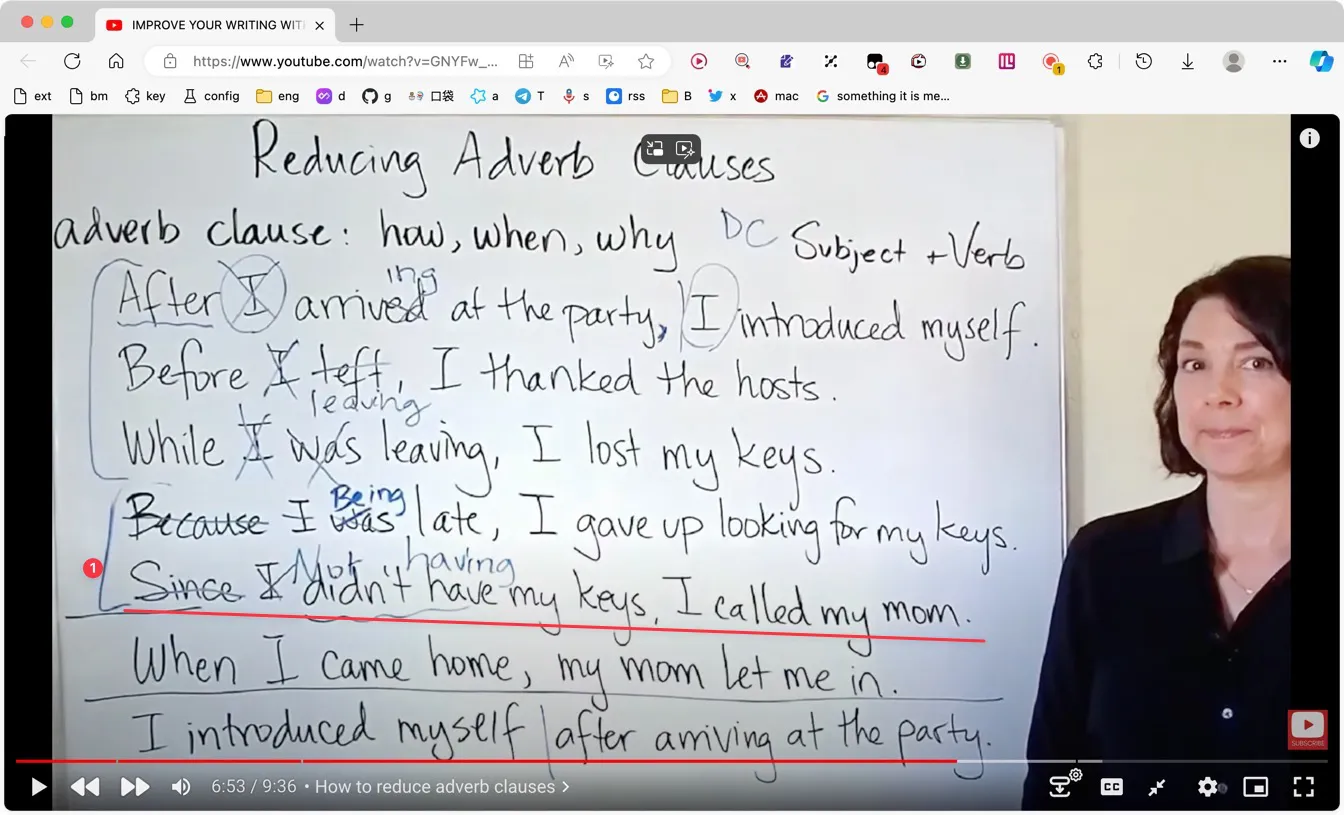 IMPROVE YOUR WRITING WIT
https://www.youtube.com/watch?v=GNYFw_...
4
1
ext bm key config eng d g 口袋 a T s rss B x mac something it is me...
Reducing Adverb Clauses
adverb clause: how, when, why DC Subject + Verb
ing
After I arrived at the party, I introduced myself.
Before I left, I thanked the hosts.
leaving
While I was leaving, I lost my keys.
Being
Because I was late, I gave up looking for my keys.
Not having
1 Since I didn't have my keys, I called my mom.
When I came home, my mom let me in.
I introduced myself after arriving at the party.
SUBSCRIBE
6:53 / 9:36 • How to reduce adverb clauses >
CC